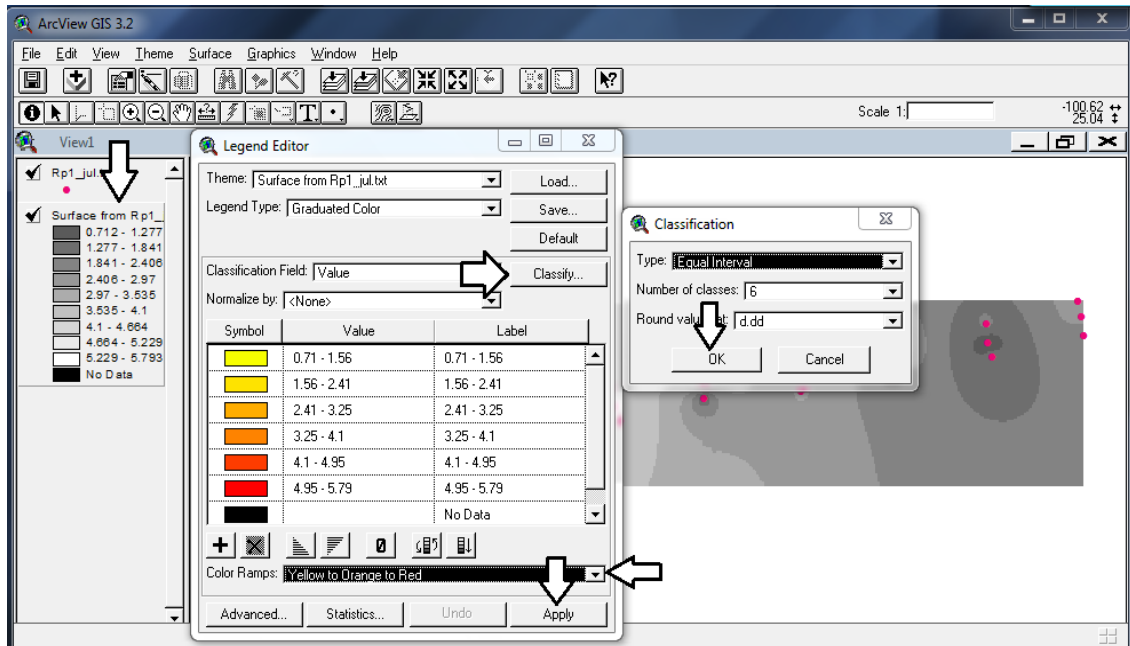 ArcView GIS 3.2
File Edit View Theme Surface Graphics Window Help
Scale 1:
-100.62
25.04
View1
Rp1_jul.
Surface from Rp1_
0.712 - 1.277
1.277 - 1.841
1.841 - 2.406
2.406 - 2.97
2.97 - 3.535
3.535 - 4.1
4.1 - 4.664
4.664 - 5.229
5.229 - 5.793
No Data
Legend Editor
Theme: Surface from Rp1_jul.txt
Load...
Legend Type: Graduated Color
Save...
Default
Classification Field: Value
Classify...
Normalize by: <None>
Symbol Value Label
0.71 - 1.56 0.71 - 1.56
1.56 - 2.41 1.56 - 2.41
2.41 - 3.25 2.41 - 3.25
3.25 - 4.1 3.25 - 4.1
4.1 - 4.95 4.1 - 4.95
4.95 - 5.79 4.95 - 5.79
No Data
Color Ramps: Yellow to Orange to Red
Advanced... Statistics... Undo Apply
Classification
Type: Equal Interval
Number of classes: 6
Round valu at: d.dd
OK Cancel